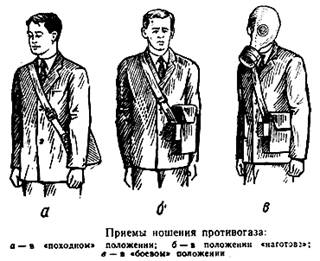 а б в
Приемы ношения противогаза:
а — в «походном» положении; б — в положении «наготове»;
в — в «боевом» положении